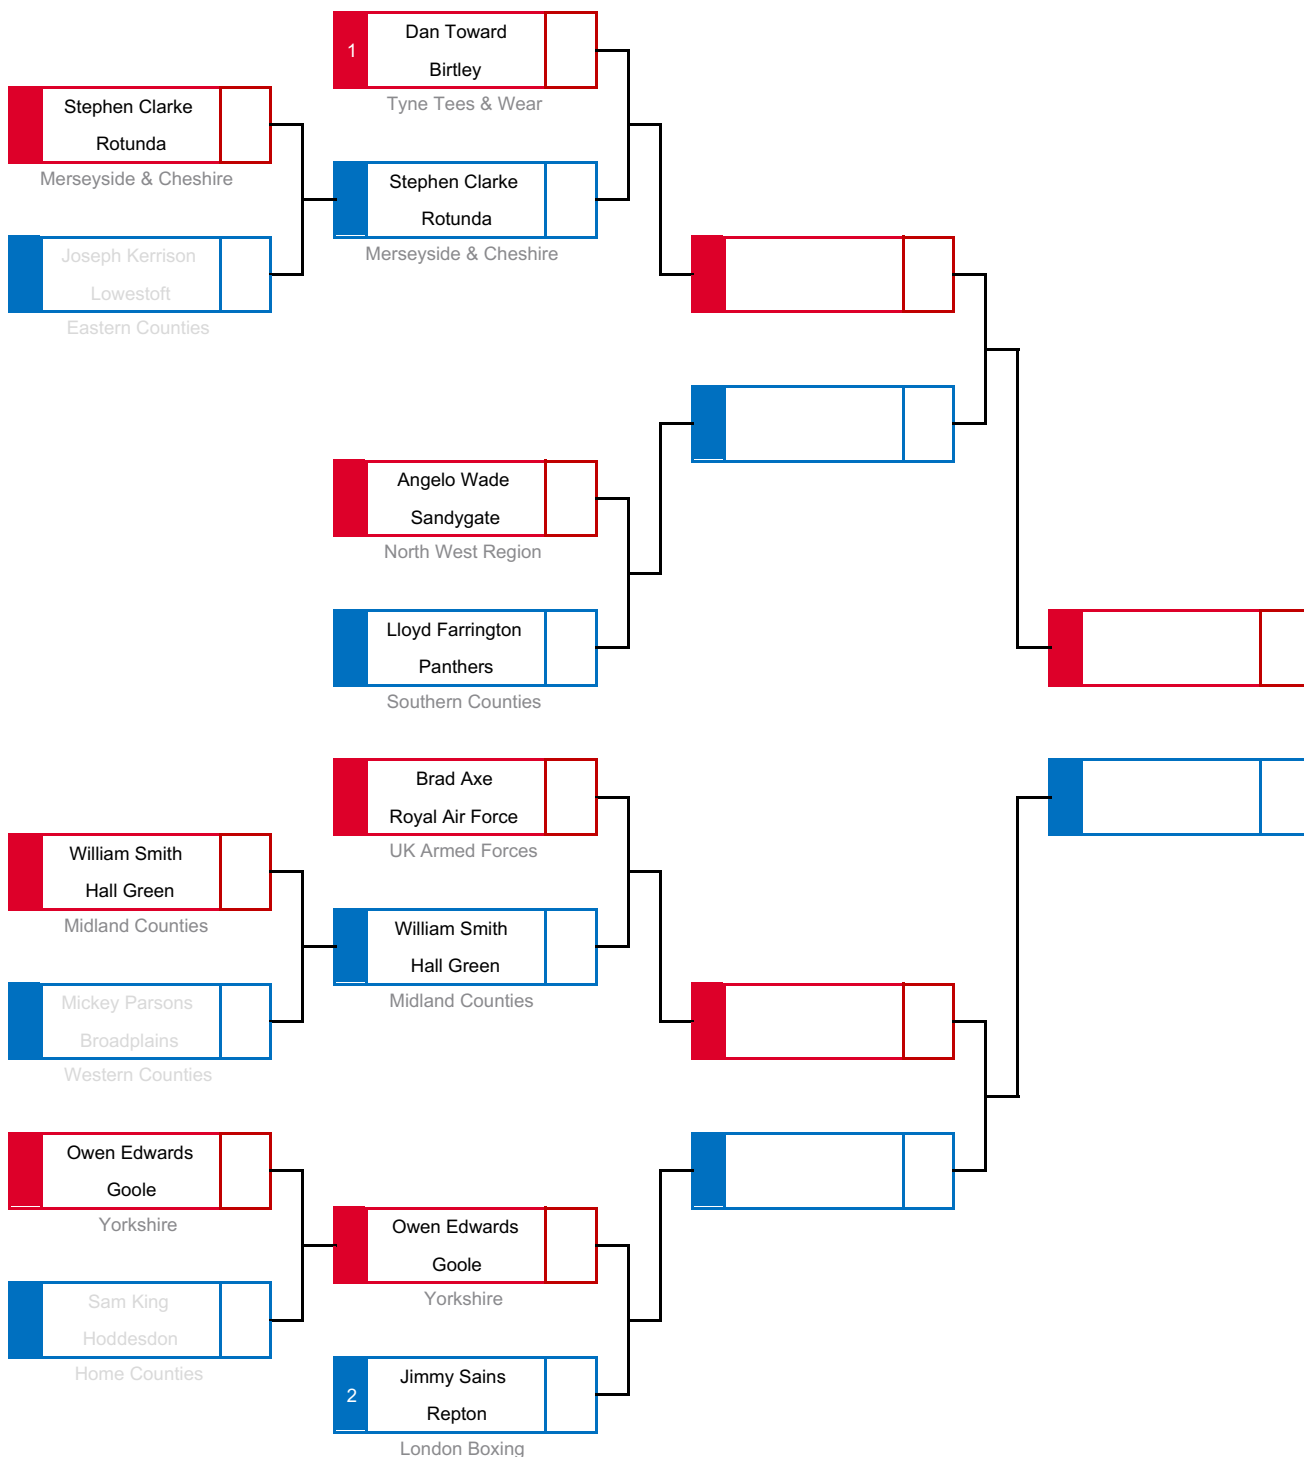 1
Dan Toward
Birtley
Tyne Tees & Wear
Stephen Clarke
Rotunda
Merseyside & Cheshire
Stephen Clarke
Rotunda
Merseyside & Cheshire
Joseph Kerrison
Lowestoft
Eastern Counties
Angelo Wade
Sandygate
North West Region
Lloyd Farrington
Panthers
Southern Counties
Brad Axe
Royal Air Force
UK Armed Forces
William Smith
Hall Green
Midland Counties
William Smith
Hall Green
Midland Counties
Mickey Parsons
Broadplains
Western Counties
Owen Edwards
Goole
Yorkshire
Owen Edwards
Goole
Yorkshire
Sam King
Hoddesdon
Home Counties
2
Jimmy Sains
Repton
London Boxing